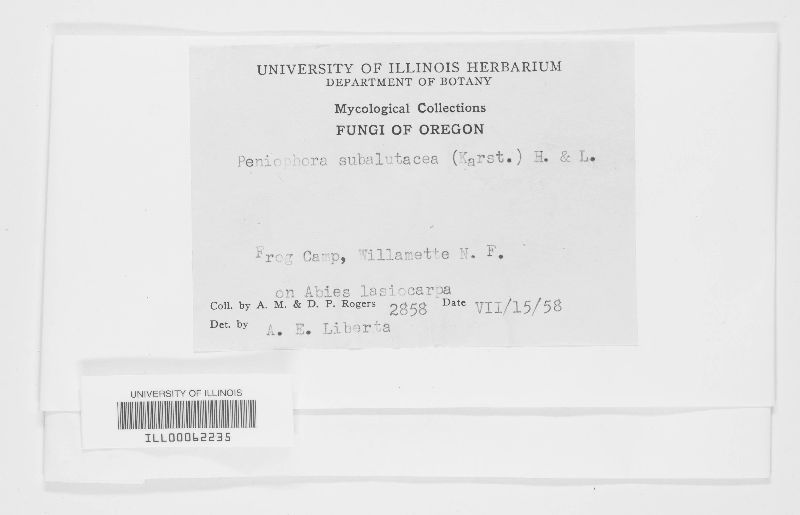 UNIVERSITY OF ILLINOIS HERBARIUM
DEPARTMENT OF BOTANY
Mycological Collections
FUNGI OF OREGON
Peniophora subalutacea (Karst.) H. & L.
Frog Camp, Willamette N. F.
on Abies lasiocarpa
Coll. by A. M. & D. P. Rogers 2858 Date VII/15/58
Det. by A. E. Liberta
UNIVERSITY OF ILLINOIS
ILL00062235